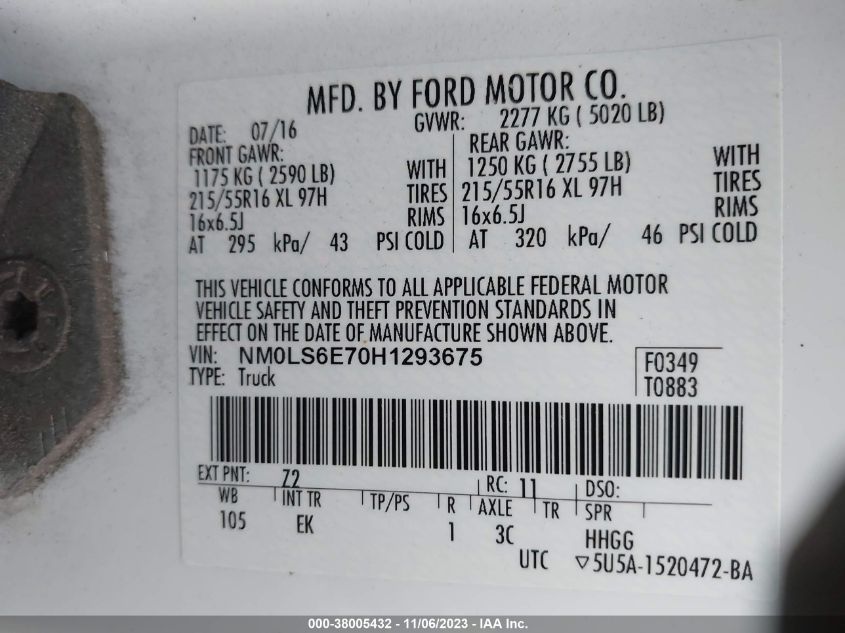 MFD. BY FORD MOTOR CO.
DATE: 07/16 GVWR: 2277 KG ( 5020 LB)
FRONT GAWR: REAR GAWR:
1175 KG ( 2590 LB) WITH 1250 KG ( 2755 LB) WITH
215/55R16 XL 97H TIRES 215/55R16 XL 97H TIRES
16x6.5J RIMS 16x6.5J RIMS
AT 295 kPa/ 43 PSI COLD AT 320 kPa/ 46 PSI COLD
THIS VEHICLE CONFORMS TO ALL APPLICABLE FEDERAL MOTOR
VEHICLE SAFETY AND THEFT PREVENTION STANDARDS IN
EFFECT ON THE DATE OF MANUFACTURE SHOWN ABOVE.
VIN: NM0LS6E70H1293675 F0349
TYPE: Truck T0883
EXT PNT: Z2 RC: 11 DSO:
WB INT TR TP/PS R AXLE TR SPR
105 EK 1 3C HHGG
UTC ▽5U5A-1520472-BA
000-38005432 - 11/06/2023 - IAA Inc.